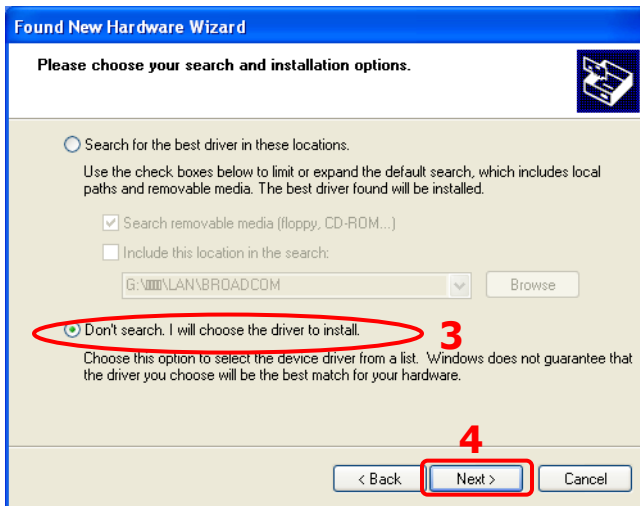 Found New Hardware Wizard
Please choose your search and installation options.
Search for the best driver in these locations.
Use the check boxes below to limit or expand the default search, which includes local
paths and removable media. The best driver found will be installed.
Search removable media (floppy, CD-ROM...)
Include this location in the search:
\LAN\BROADCOM
Browse
Don't search. I will choose the driver to install.
3
Choose this option to select the device driver from a list. Windows does not guarantee that
the driver you choose will be the best match for your hardware.
4
< Back
Next >
Cancel